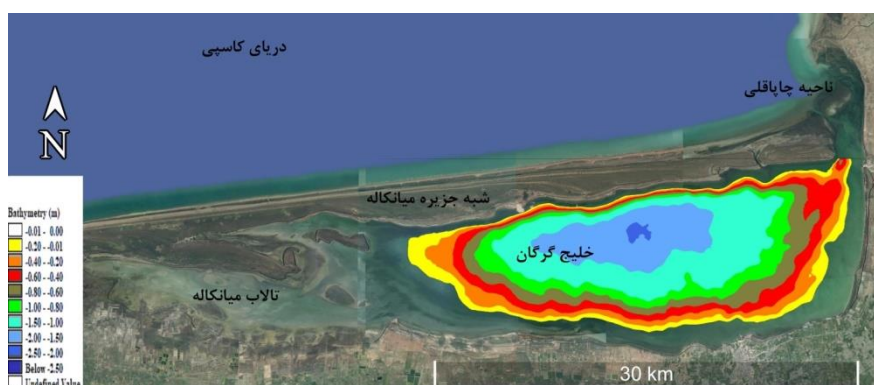 دریای کاسپی
ناحیه چاپاقلی
N
شبه جزیره میانکاله
خلیج گرگان
تالاب میانکاله
Bathymetry (m)
-0.01 - 0.00
-0.20 - -0.01
-0.40 - -0.20
-0.60 - -0.40
-0.80 - -0.60
-1.00 - -0.80
-1.50 - -1.00
-2.00 - -1.50
-2.50 - -2.00
Below -2.50
Undefined Value
30 km